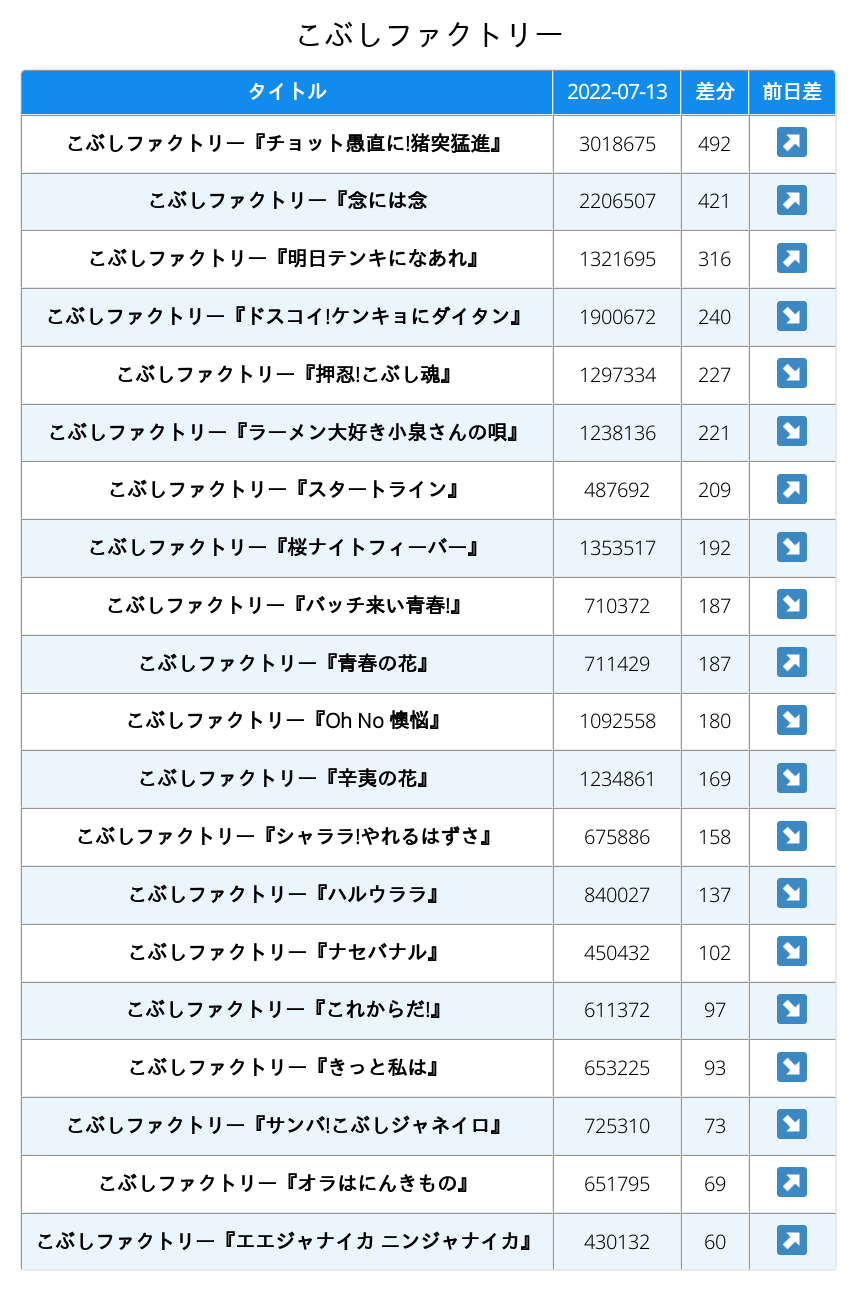 こぶしファクトリー
タイトル 2022-07-13 差分 前日差
こぶしファクトリー『チョット愚直に!猪突猛進』 3018675 492
こぶしファクトリー『念には念 2206507 421
こぶしファクトリー『明日テンキになあれ』 1321695 316
こぶしファクトリー『ドスコイ!ケンキョにダイタン』 1900672 240
こぶしファクトリー『押忍!こぶし魂』 1297334 227
こぶしファクトリー『ラーメン大好き小泉さんの唄』 1238136 221
こぶしファクトリー『スタートライン』 487692 209
こぶしファクトリー『桜ナイトフィーバー』 1353517 192
こぶしファクトリー『バッチ来い青春!』 710372 187
こぶしファクトリー『青春の花』 711429 187
こぶしファクトリー『Oh No 懊悩』 1092558 180
こぶしファクトリー『辛夷の花』 1234861 169
こぶしファクトリー『シャララ!やれるはずさ』 675886 158
こぶしファクトリー『ハルウララ』 840027 137
こぶしファクトリー『ナセバナル』 450432 102
こぶしファクトリー『これからだ!』 611372 97
こぶしファクトリー『きっと私は』 653225 93
こぶしファクトリー『サンバ!こぶしジャネイロ』 725310 73
こぶしファクトリー『オラはにんきもの』 651795 69
こぶしファクトリー『エエジャナイカ ニンジャナイカ』 430132 60